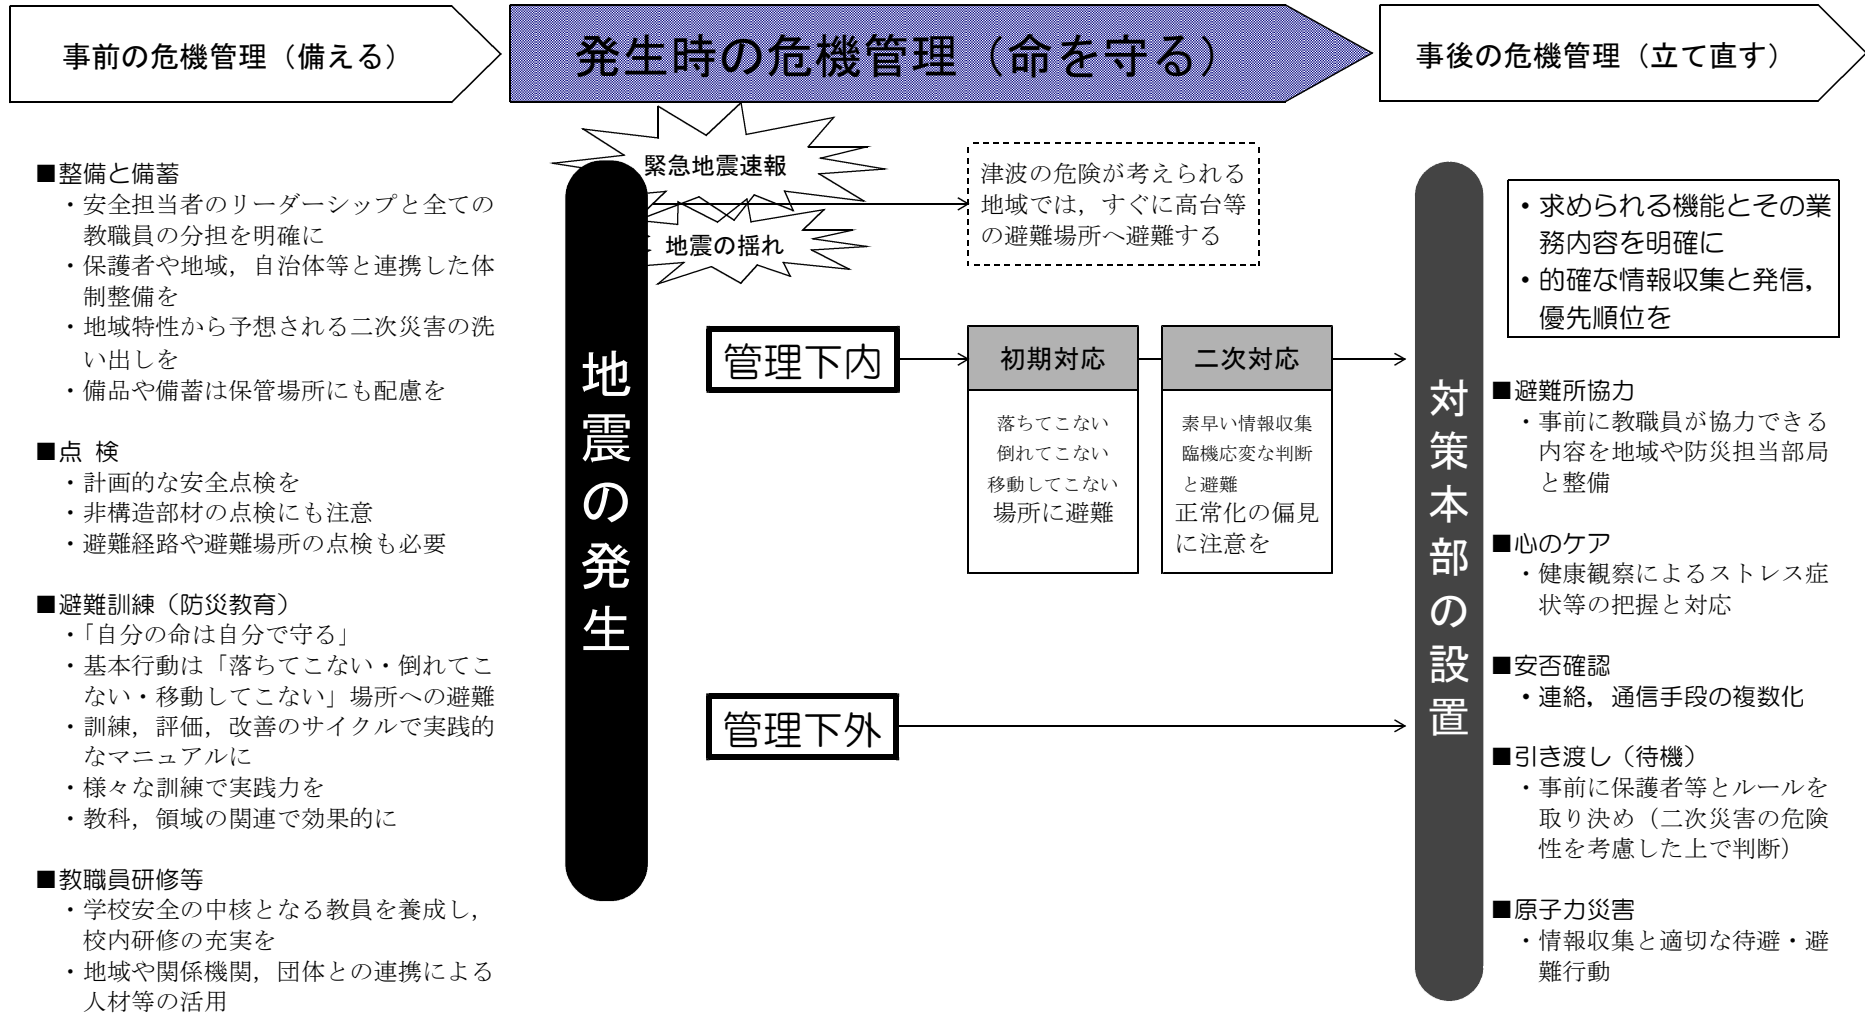 事前の危機管理（備える）
発生時の危機管理（命を守る）
事後の危機管理（立て直す）
■整備と備蓄
・安全担当者のリーダーシップと全ての
教職員の分担を明確に
・保護者や地域，自治体等と連携した体
制整備を
・地域特性から予想される二次災害の洗
い出しを
・備品や備蓄は保管場所にも配慮を
■点 検
・計画的な安全点検を
・非構造部材の点検にも注意
・避難経路や避難場所の点検も必要
■避難訓練（防災教育）
・「自分の命は自分で守る」
・基本行動は「落ちてこない・倒れてこ
ない・移動してこない」場所への避難
・訓練，評価，改善のサイクルで実践的
なマニュアルに
・様々な訓練で実践力を
・教科，領域の関連で効果的に
■教職員研修等
・学校安全の中核となる教員を養成し，
校内研修の充実を
・地域や関係機関，団体との連携による
人材等の活用
地震の発生
緊急地震速報
地震の揺れ
津波の危険が考えられる
地域では，すぐに高台等
の避難場所へ避難する
管理下内
初期対応
落ちてこない
倒れてこない
移動してこない
場所に避難
二次対応
素早い情報収集
臨機応変な判断
と避難
正常化の偏見
に注意を
管理下外
対策本部の設置
・求められる機能とその業
務内容を明確に
・的確な情報収集と発信，
優先順位を
■避難所協力
・事前に教職員が協力できる
内容を地域や防災担当部局
と整備
■心のケア
・健康観察によるストレス症
状等の把握と対応
■安否確認
・連絡，通信手段の複数化
■引き渡し（待機）
・事前に保護者等とルールを
取り決め（二次災害の危険
性を考慮した上で判断）
■原子力災害
・情報収集と適切な待避・避
難行動